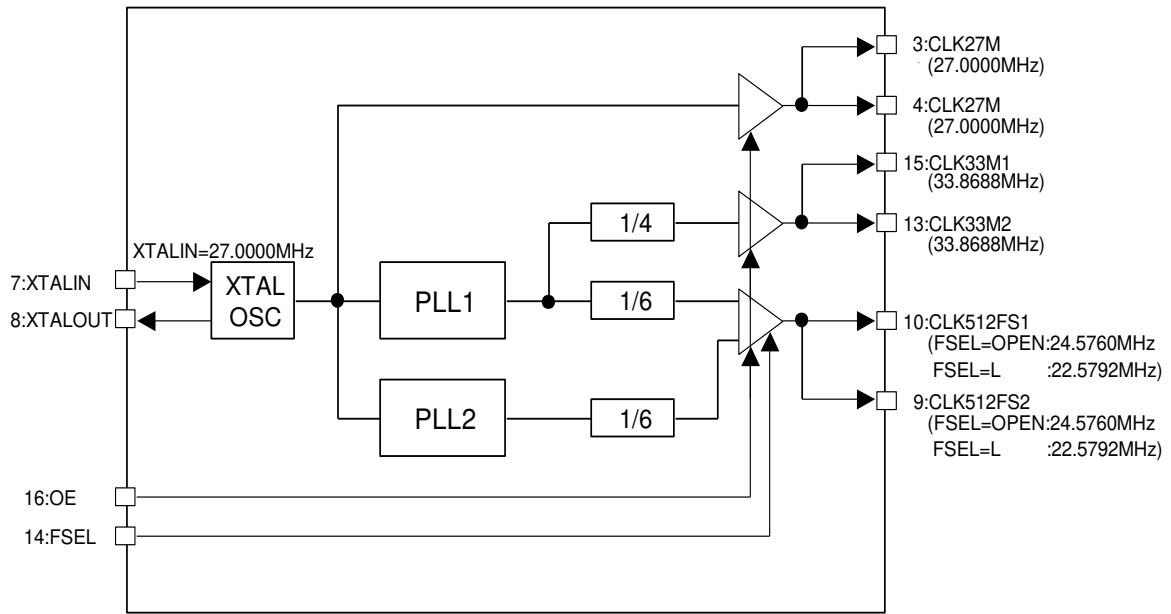 3:CLK27M
(27.0000MHz)
4:CLK27M
(27.0000MHz)
15:CLK33M1
(33.8688MHz)
1/4
13:CLK33M2
(33.8688MHz)
XTALIN=27.0000MHz
7:XTALIN
XTAL
OSC
PLL1
1/6
8:XTALOUT
10:CLK512FS1
(FSEL=OPEN:24.5760MHz
FSEL=L :22.5792MHz)
PLL2
1/6
9:CLK512FS2
(FSEL=OPEN:24.5760MHz
FSEL=L :22.5792MHz)
16:OE
14:FSEL